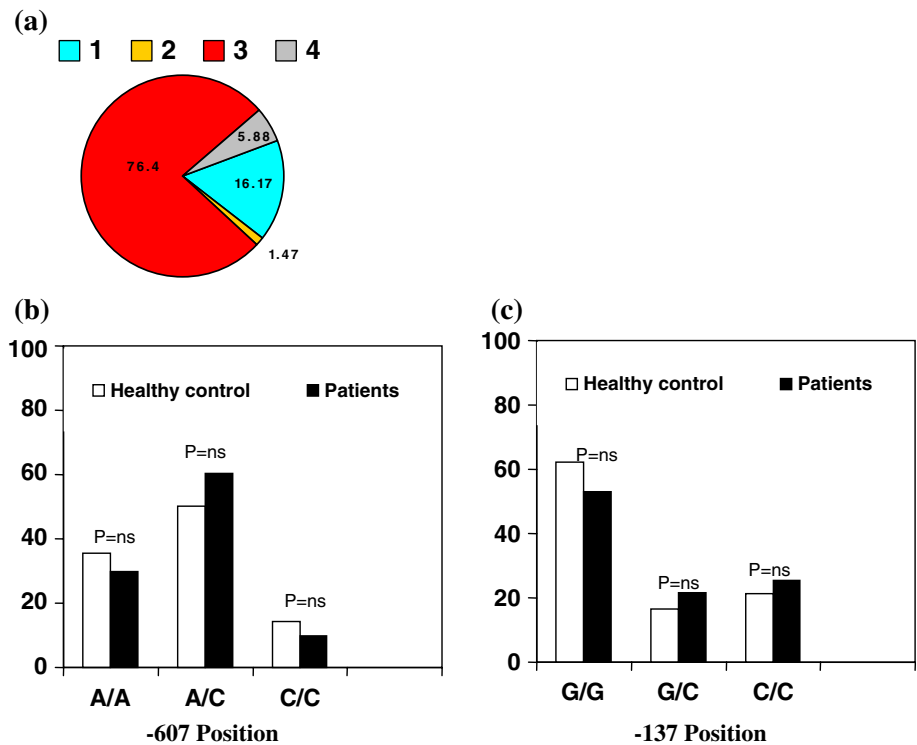 (a)
1 2 3 4
5.88
76.4
16.17
1.47
(b)
100
80
60
40
20
0
Healthy control Patients
P=ns
P=ns
P=ns
A/A A/C C/C
-607 Position
(c)
100
80
60
40
20
0
Healthy control Patients
P=ns
P=ns
P=ns
G/G G/C C/C
-137 Position